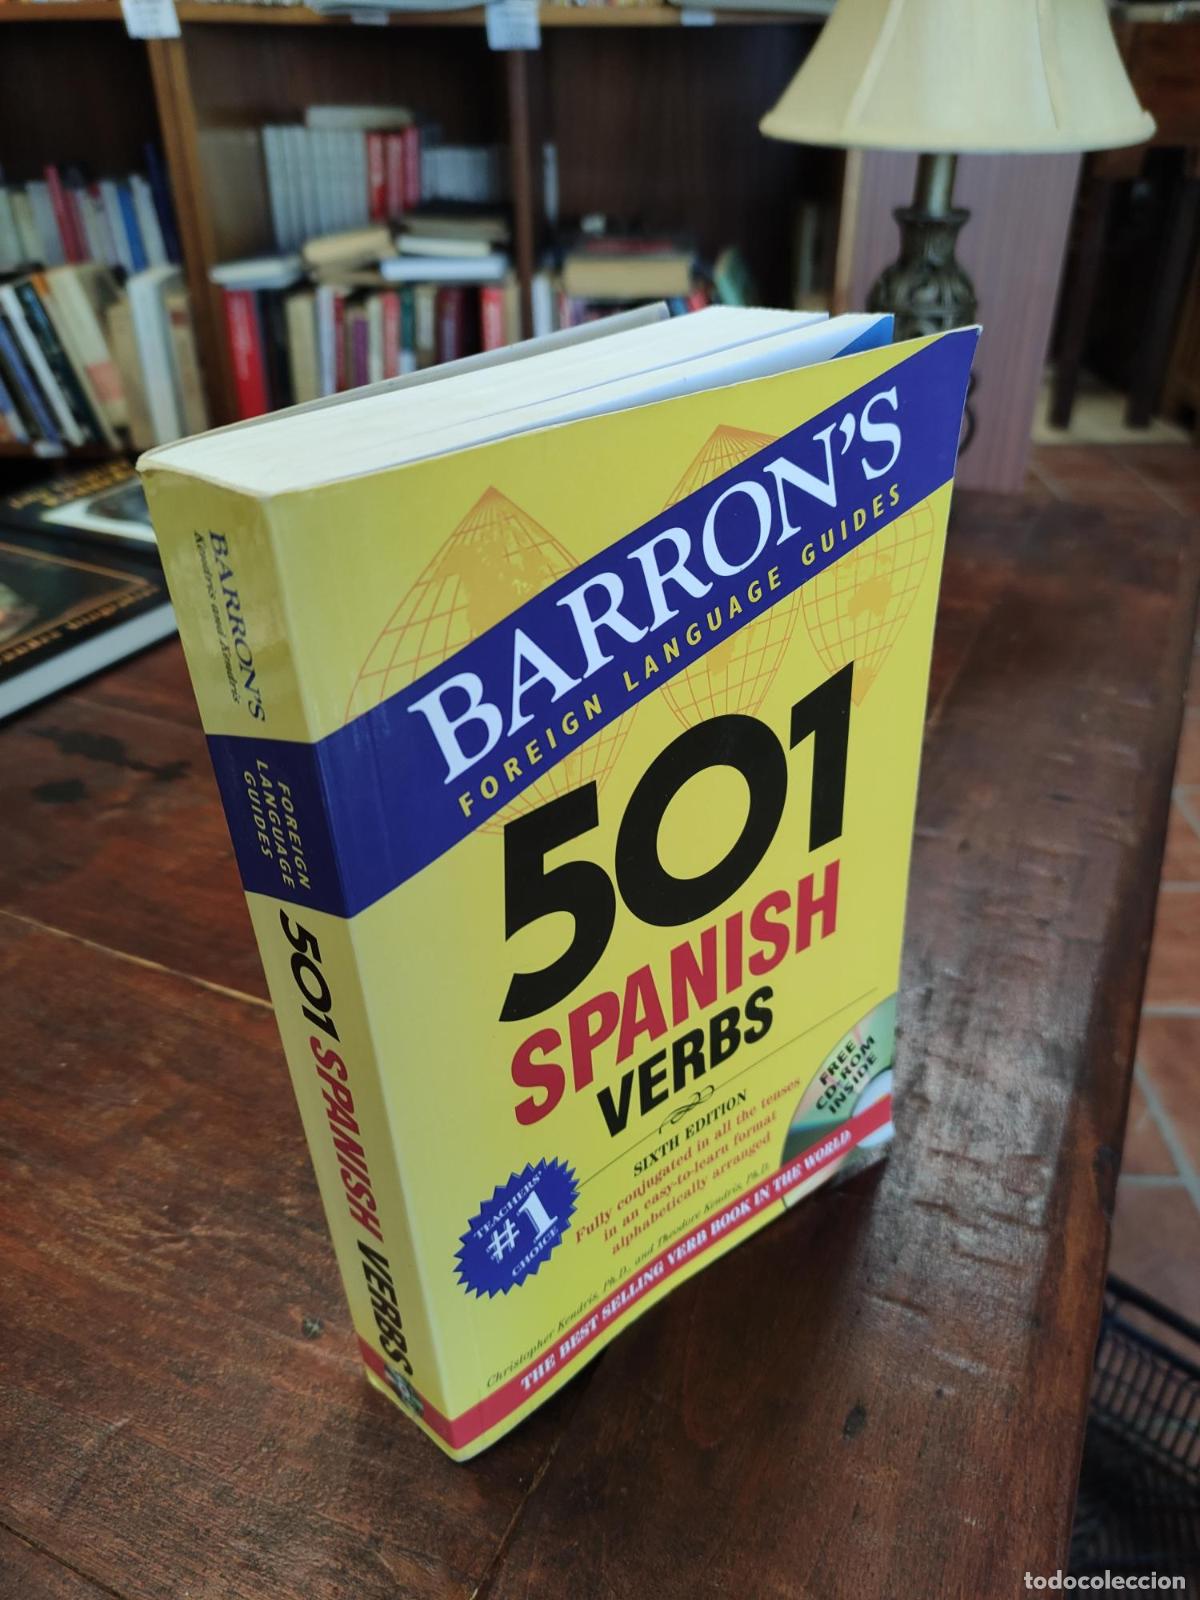 BARRON'S
FOREIGN LANGUAGE GUIDES
501
SPANISH
VERBS
SIXTH EDITION
Fully conjugated in all the tenses
in an easy-to-learn format
alphabetically arranged
FREE
CD-ROM
INSIDE
TEACHERS'
#1
CHOICE
Christopher Kendris, Ph.D., and Theodore Kendris, Ph.D.
THE BEST SELLING VERB BOOK IN THE WORLD
BARRON'S
Kendris and Kendris
FOREIGN
LANGUAGE
GUIDES
501 SPANISH VERBS
todocoleccion